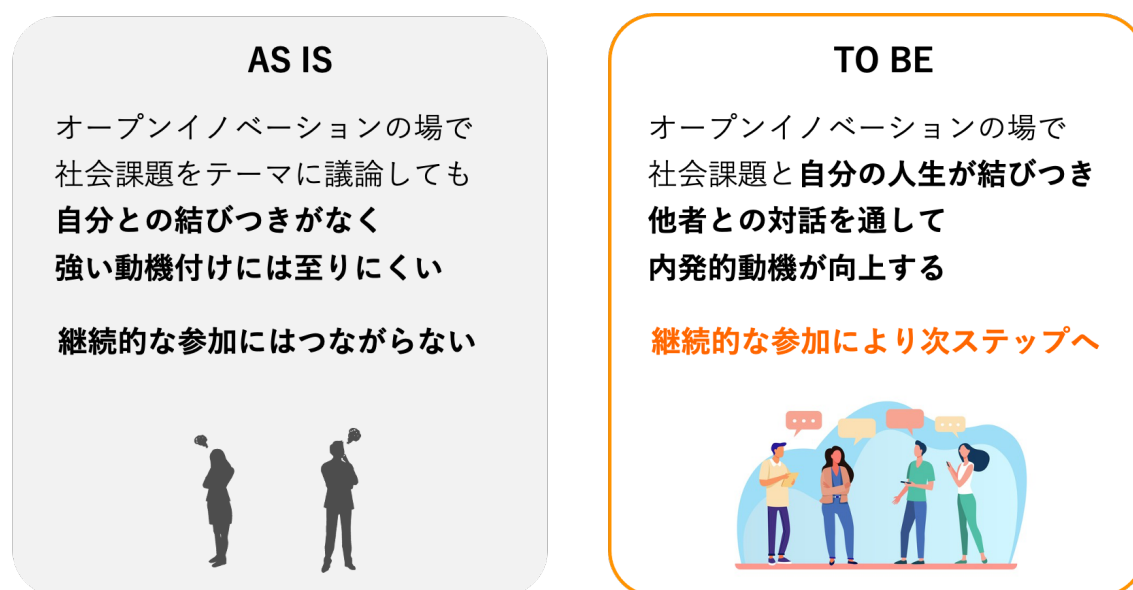 AS IS
オープンイノベーションの場で
社会課題をテーマに議論しても
自分との結びつきがなく
強い動機付けには至りにくい
継続的な参加にはつながらない
TO BE
オープンイノベーションの場で
社会課題と自分の人生が結びつき
他者との対話を通して
内発的動機が向上する
継続的な参加により次ステップへ